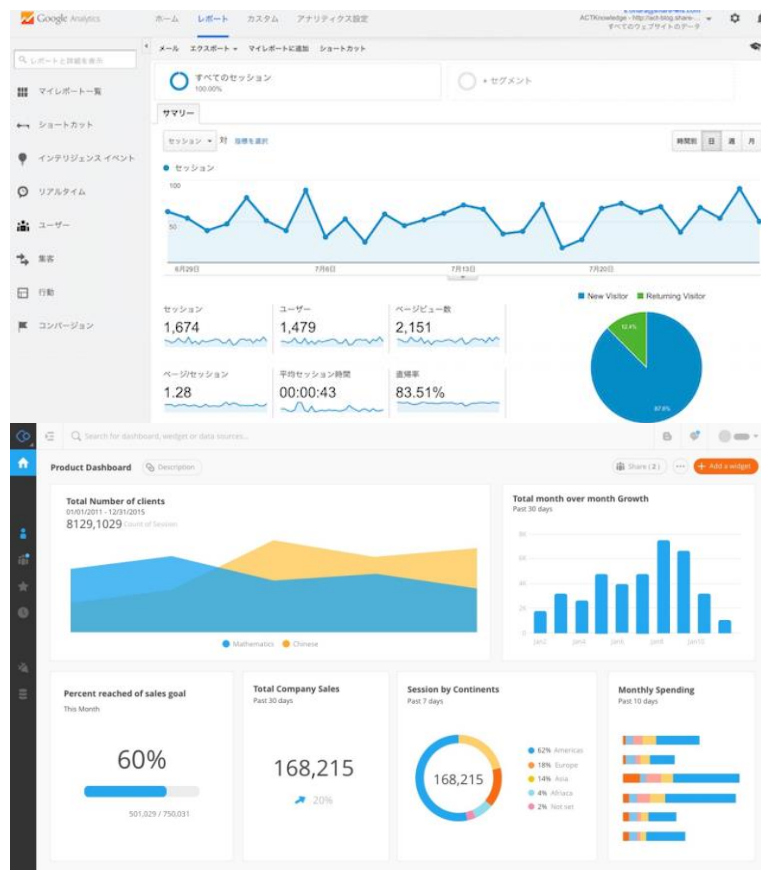 Google Analytics
ホーム レポート カスタム アナリティクス設定
すべてのウェブサイトのデータ
レポートと詳細を表示
メール エクスポート マイレポートに追加 ショートカット
すべてのセッション
100.00%
+ セグメント
マイレポート一覧
ショートカット
インテリジェンス イベント
リアルタイム
ユーザー
集客
行動
コンバージョン
サマリー
セッション 対 指標を選択
時間別 日 週 月
セッション
100
50
6月29日 7月6日 7月13日 7月20日
New Visitor Returning Visitor
セッション ユーザー ページビュー数
1,674 1,479 2,151
12.4%
87.6%
ページ/セッション 平均セッション時間 直帰率
1.28 00:00:43 83.51%
Search for dashboard, wedget or data sources...
Product Dashboard Description
Share (2) + Add a widget
Total Number of clients
01/01/2011 - 12/31/2015
8129,1029 Count of Session
Mathematics Chinese
Total month over month Growth
Past 30 days
0
Jan2 Jan4 Jan6 Jan8 Jan10
Percent reached of sales goal
This Month
60%
501,029 / 750,031
Total Company Sales
Past 30 days
168,215
20%
Session by Continents
Past 7 days
168,215
62% Americas
18% Europe
14% Asia
4% Afriaca
2% Not set
Monthly Spending
Past 10 days